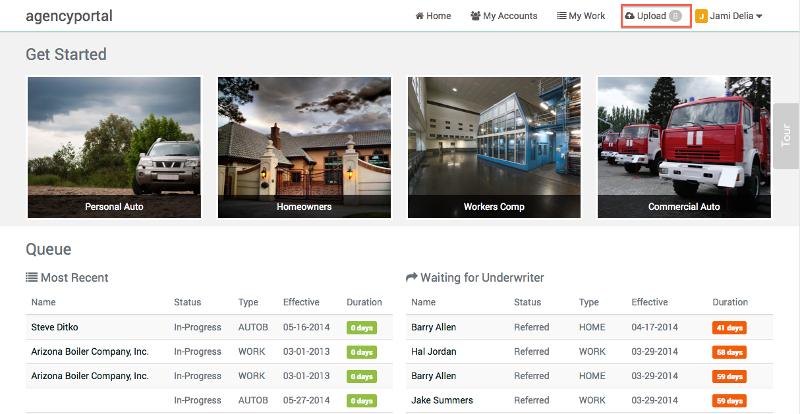 agencyportal
Home My Accounts My Work Upload Jami Delia
Get Started
Tour
Personal Auto Homeowners Workers Comp Commercial Auto
Queue
Most Recent
Name Status Type Effective Duration
Steve Ditko In-Progress AUTOB 05-16-2014 0 days
Arizona Boiler Company, Inc. In-Progress WORK 03-01-2013 0 days
Arizona Boiler Company, Inc. In-Progress WORK 03-01-2013 0 days
In-Progress AUTOB 05-27-2014 0 days
Waiting for Underwriter
Name Status Type Effective Duration
Barry Allen Referred HOME 04-17-2014 41 days
Hal Jordan Referred WORK 03-29-2014 58 days
Barry Allen Referred HOME 03-29-2014 59 days
Jake Summers Referred WORK 03-29-2014 59 days